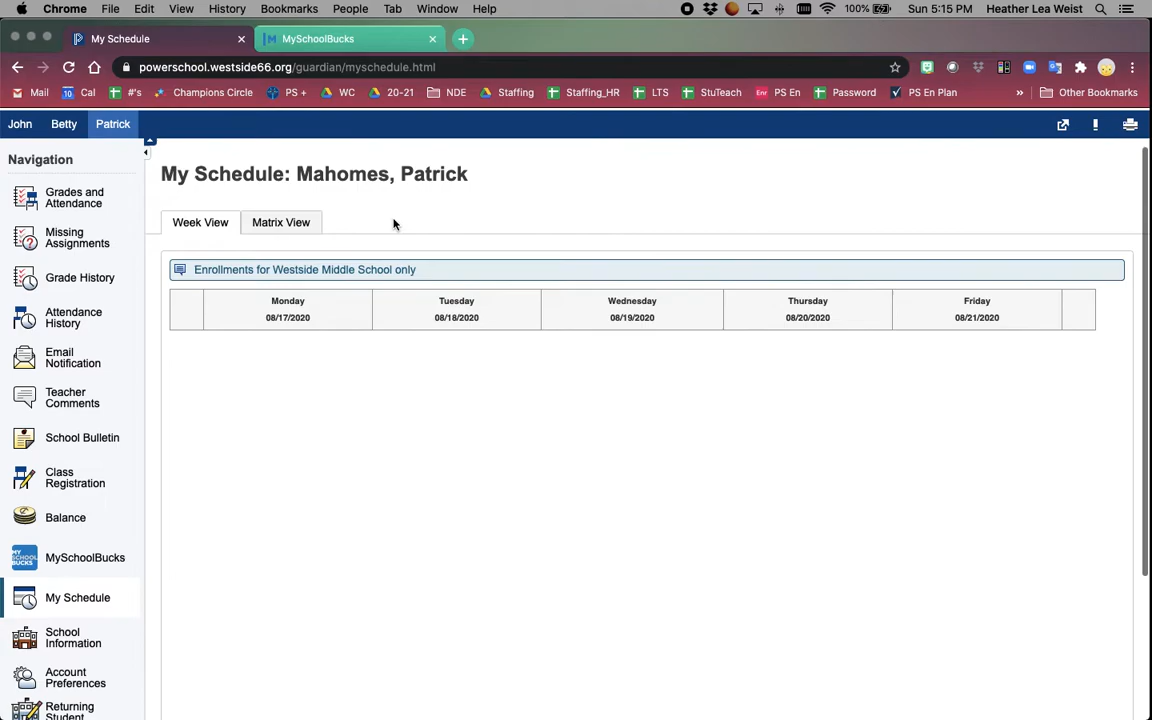 Chrome File Edit View History Bookmarks People Tab Window Help 100% Sun 5:15 PM Heather Lea Weist
My Schedule MySchoolBucks
powerschool.westside66.org/guardian/myschedule.html
Mail Cal #'s Champions Circle PS + WC 20-21 NDE Staffing Staffing_HR LTS StuTeach PS En Password PS En Plan » Other Bookmarks
John Betty Patrick
Navigation
Grades and
Attendance
Missing
Assignments
Grade History
Attendance
History
Email
Notification
Teacher
Comments
School Bulletin
Class
Registration
Balance
MY
SCHOOL
BUCKS
MySchoolBucks
My Schedule
School
Information
Account
Preferences
Returning
Student
My Schedule: Mahomes, Patrick
Week View Matrix View
Enrollments for Westside Middle School only
Monday Tuesday Wednesday Thursday Friday
08/17/2020 08/18/2020 08/19/2020 08/20/2020 08/21/2020